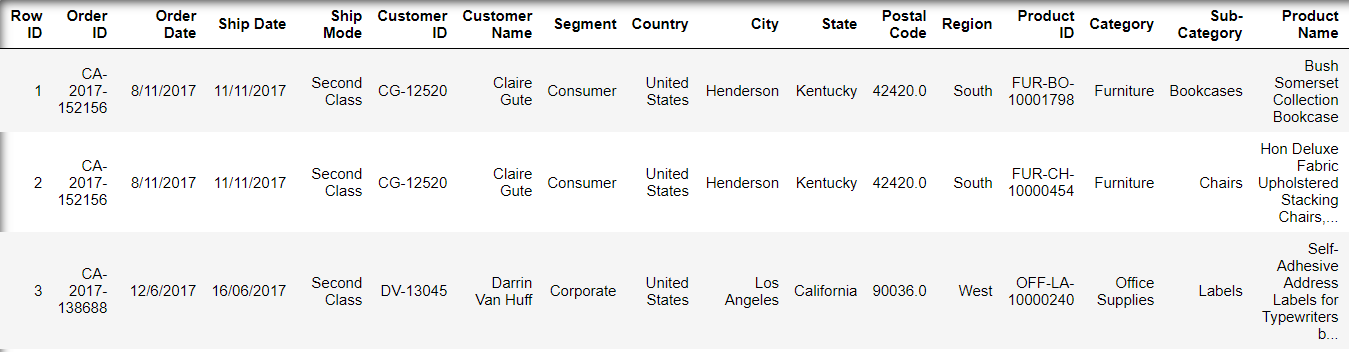 Row ID Order ID Order Date Ship Date Ship Mode Customer ID Customer Name Segment Country City State Postal Code Region Product ID Category Sub-Category Product Name
1 CA-2017-152156 8/11/2017 11/11/2017 Second Class CG-12520 Claire Gute Consumer United States Henderson Kentucky 42420.0 South FUR-BO-10001798 Furniture Bookcases Bush Somerset Collection Bookcase
2 CA-2017-152156 8/11/2017 11/11/2017 Second Class CG-12520 Claire Gute Consumer United States Henderson Kentucky 42420.0 South FUR-CH-10000454 Furniture Chairs Hon Deluxe Fabric Upholstered Stacking Chairs,...
3 CA-2017-138688 12/6/2017 16/06/2017 Second Class DV-13045 Darrin Van Huff Corporate United States Los Angeles California 90036.0 West OFF-LA-10000240 Office Supplies Labels Self-Adhesive Address Labels for Typewriters b...